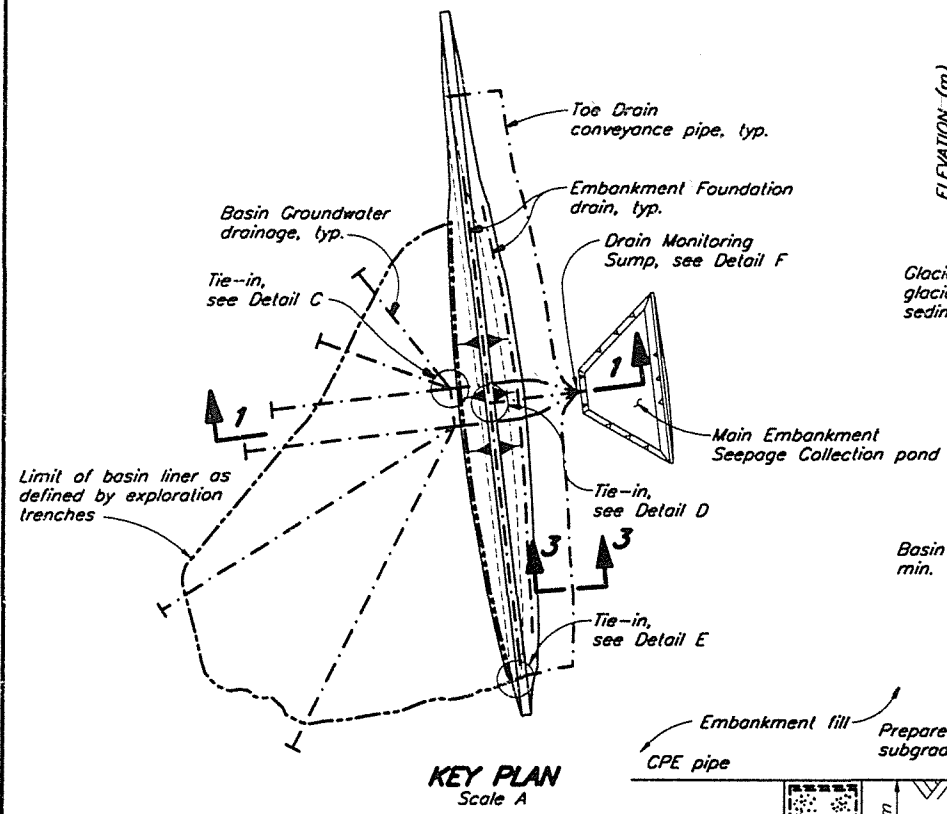 Toe Drain
conveyance pipe, typ.
Embankment Foundation
drain, typ.
Basin Groundwater
drainage, typ.
Drain Monitoring
Sump, see Detail F
Tie-in,
see Detail C
ELEVATION (m)
Glaci
glaci
sedin
1
1
Main Embankment
Seepage Collection pond
Limit of basin liner as
defined by exploration
trenches
Tie-in,
see Detail D
3
3
Basin
min.
Tie-in,
see Detail E
Embankment fill
Prepare
subgrad
CPE pipe
KEY PLAN
Scale A
m